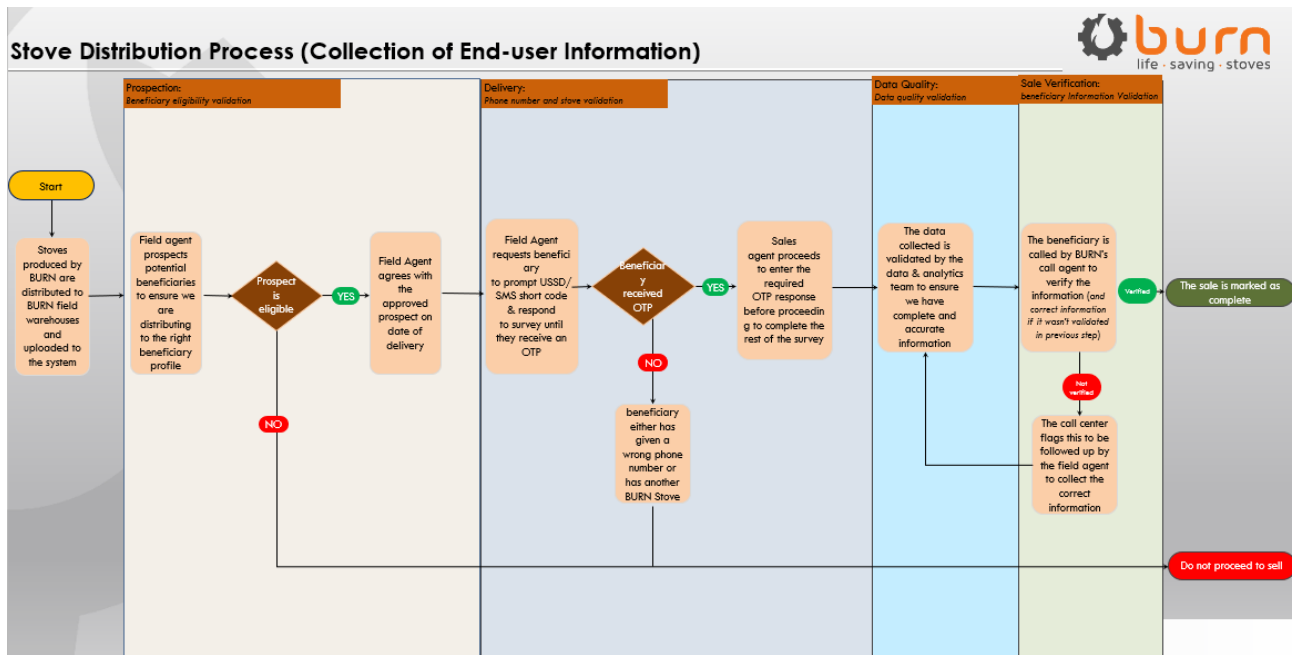 Stove Distribution Process (Collection of End-user Information)
burn
life · saving · stoves
Prospection:
Beneficiary eligibility validation
Delivery:
Phone number and stove validation
Data Quality:
Data quality validation
Sale Verification:
beneficiary Information Validation
Start
Stoves
produced by
BURN are
distributed to
BURN field
warehouses
and
uploaded to
the system
Field agent
prospects
potential
beneficiaries
to ensure we
are
distributing
to the right
beneficiary
profile
Prospect
is
eligible
YES
NO
Field Agent
agrees with
the
approved
prospect on
date of
delivery
Field Agent
requests benefici
ary
to prompt USSD/
SMS short code
& respond
to survey until
they receive an
OTP
Beneficiar
y
received
OTP
YES
NO
beneficiary
either has
given a
wrong phone
number or
has another
BURN Stove
Sales
agent proceeds
to enter the
required
OTP response
before proceedin
g to complete the
rest of the survey
The data
collected is
validated by the
data & analytics
team to ensure
we have
complete and
accurate
information
The beneficiary is
called by BURN's
call agent to
verify the
information (and
correct information
if it wasn't validated
in previous step)
Verified
The sale is marked as
complete
Not
verified
The call center
flags this to be
followed up by
the field agent
to collect the
correct
information
Do not proceed to sell